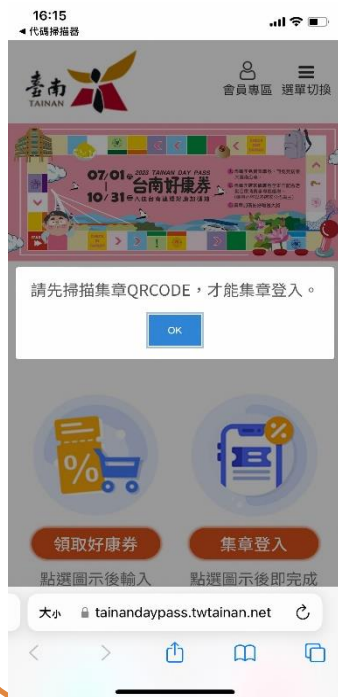 16:15
◀ 代碼掃描器
臺南
TAINAN
會員專區 選單切換
07/01 2023 TAINAN DAY PASS
10/31 台南好康券
請先掃描集章QRCODE，才能集章登入。
OK
%
%
領取好康券 集章登入
點選圖示後輸入 點選圖示後即完成
大小 tainandaypass.twtainan.net